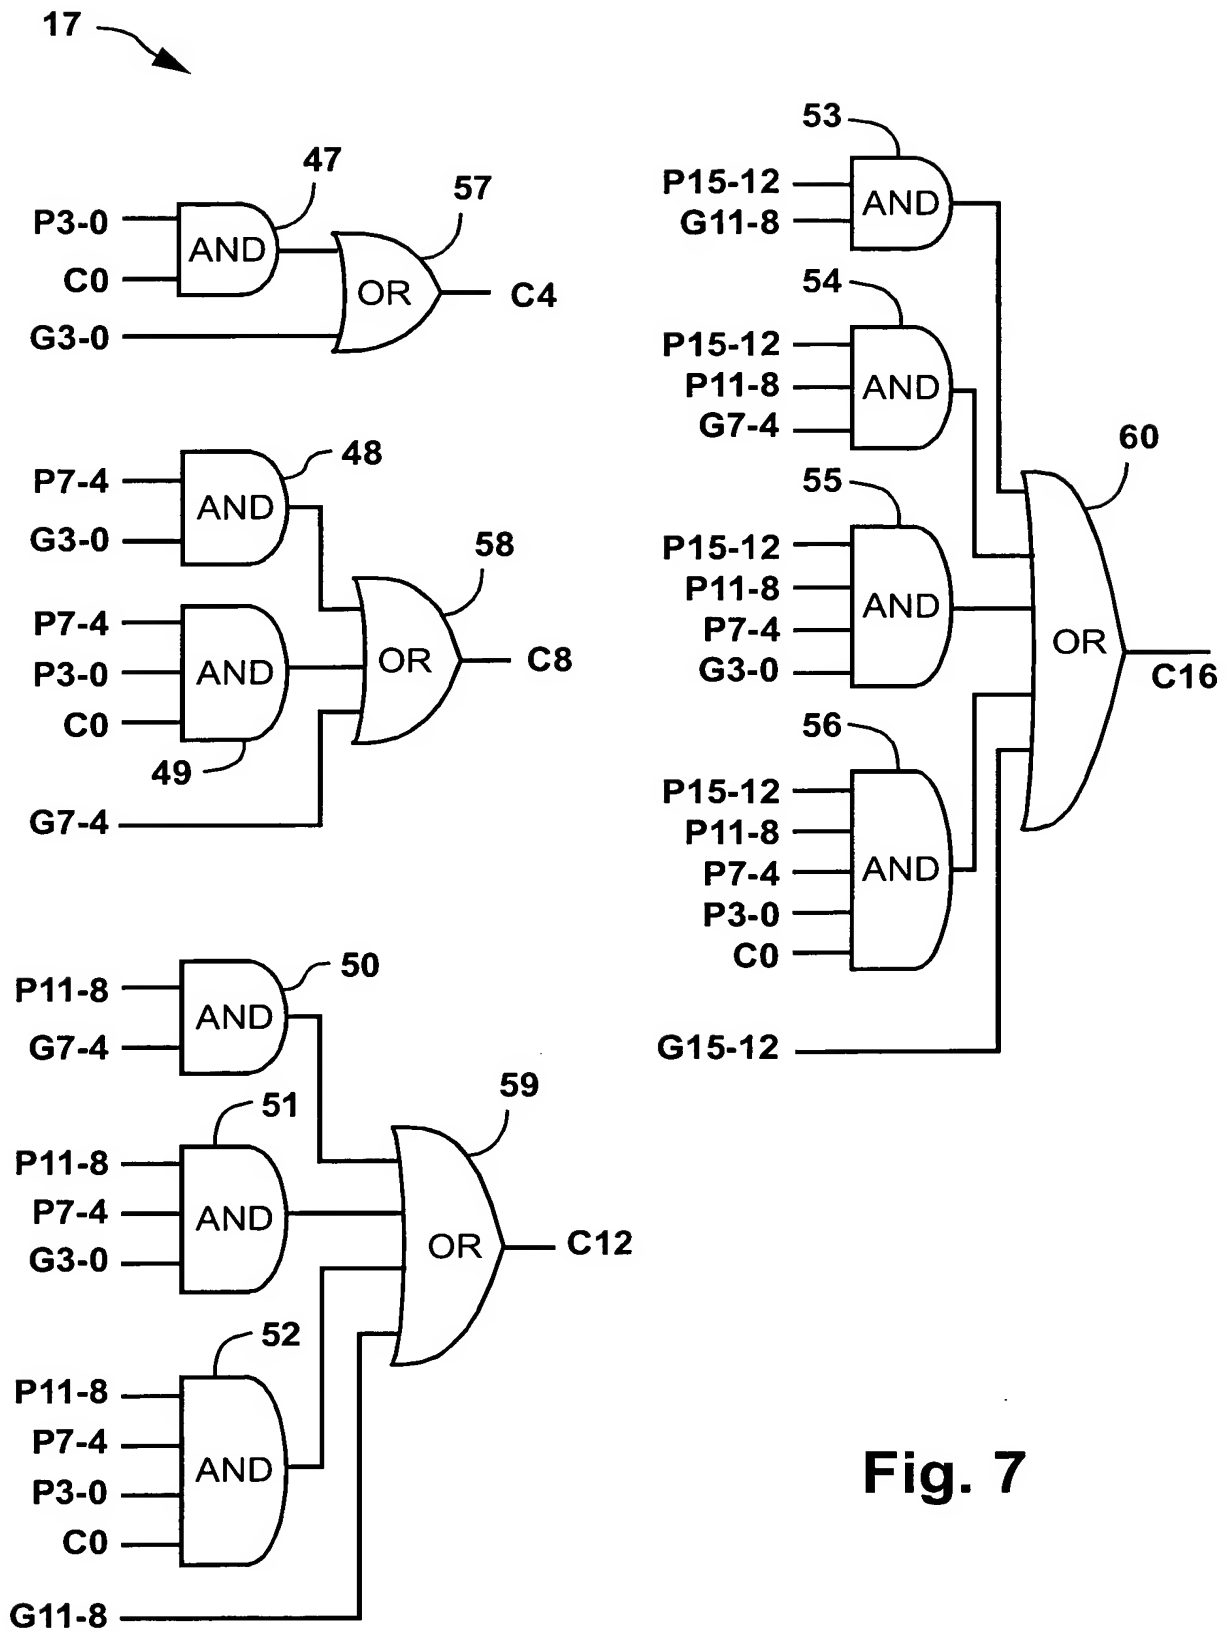 17
47
57
P3-0
AND
C0
OR
C4
G3-0
48
P7-4
AND
G3-0
58
P7-4
P3-0
AND
OR
C8
C0
49
G7-4
50
P11-8
AND
G7-4
59
51
P11-8
P7-4
AND
G3-0
OR
C12
52
P11-8
P7-4
AND
P3-0
C0
G11-8
53
P15-12
AND
G11-8
54
P15-12
P11-8
AND
G7-4
60
55
P15-12
P11-8
AND
P7-4
G3-0
OR
C16
56
P15-12
P11-8
P7-4
AND
P3-0
C0
G15-12
Fig. 7